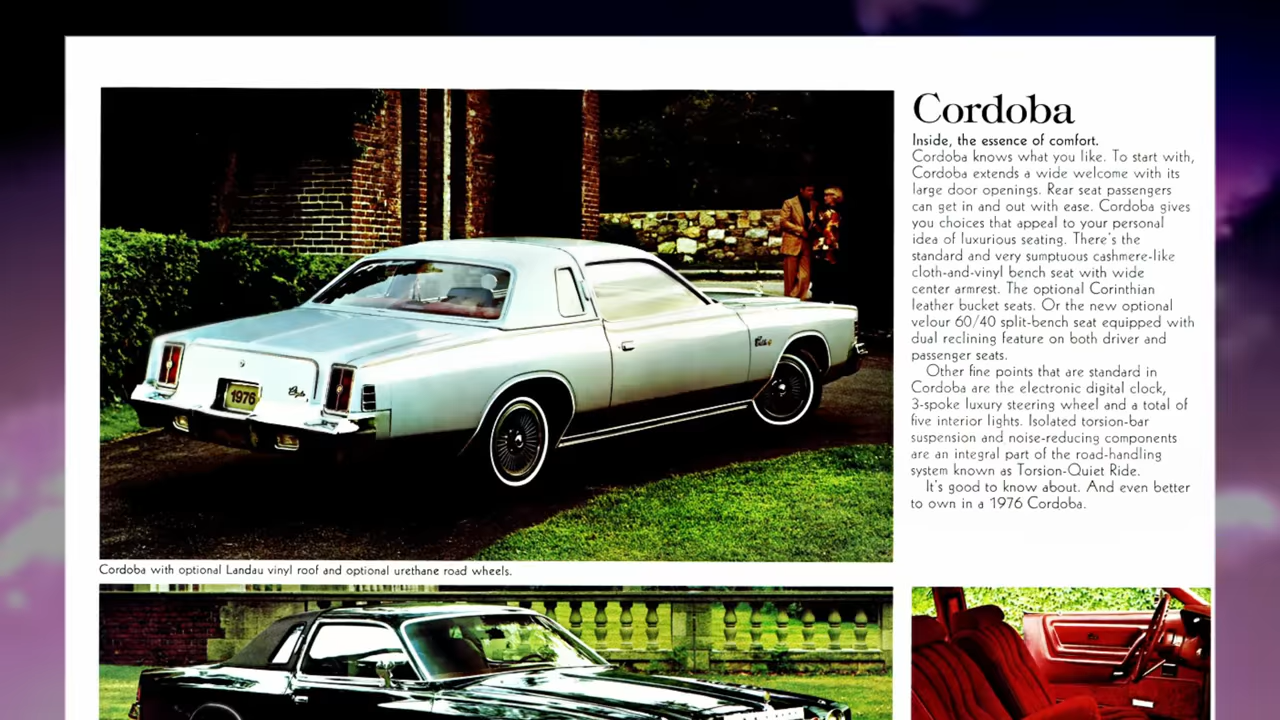 Cordoba
Inside, the essence of comfort.
Cordoba knows what you like. To start with,
Cordoba extends a wide welcome with its
large door openings. Rear seat passengers
can get in and out with ease. Cordoba gives
you choices that appeal to your personal
idea of luxurious seating. There's the
standard and very sumptuous cashmere-like
cloth-and-vinyl bench seat with wide
center armrest. The optional Corinthian
leather bucket seats. Or the new optional
velour 60/40 split-bench seat equipped with
dual reclining feature on both driver and
passenger seats.
Other fine points that are standard in
Cordoba are the electronic digital clock,
3-spoke luxury steering wheel and a total of
five interior lights. Isolated torsion-bar
suspension and noise-reducing components
are an integral part of the road-handling
system known as Torsion-Quiet Ride.
It's good to know about. And even better
to own in a 1976 Cordoba.
1976
Cordoba with optional Landau vinyl roof and optional urethane road wheels.